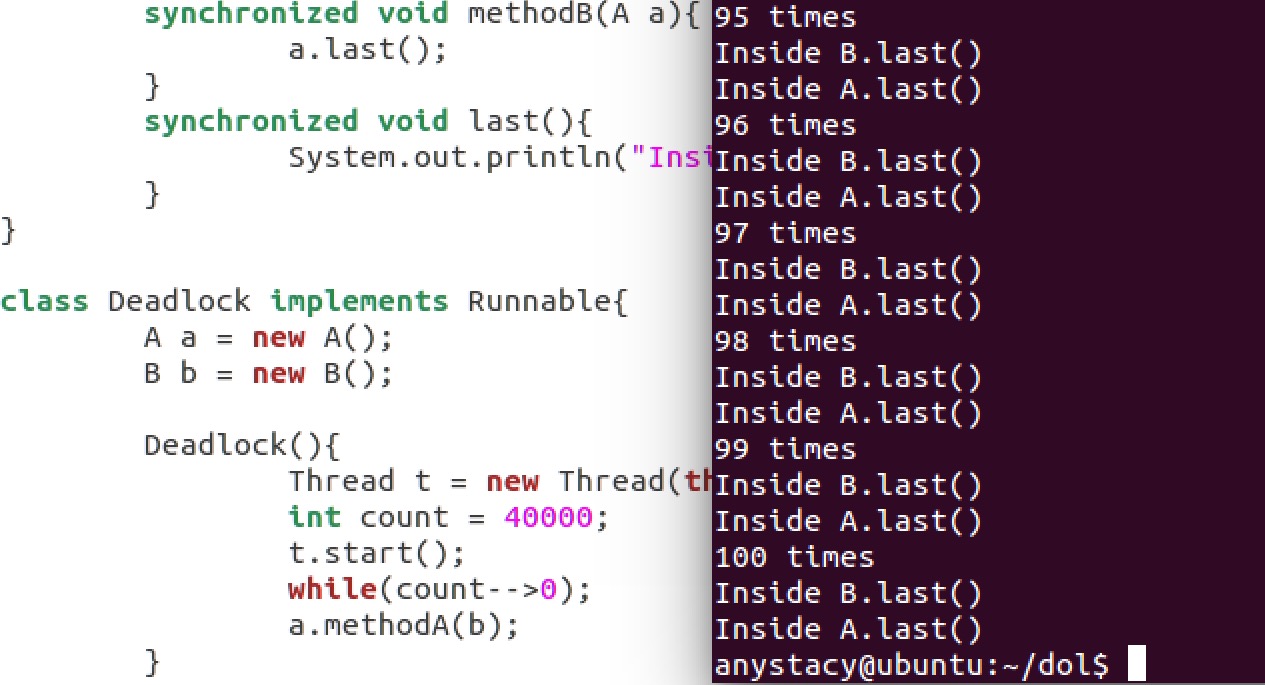 synchronized void methodB(A a){
a.last();
}
synchronized void last(){
System.out.println("Insi
}
}
class Deadlock implements Runnable{
A a = new A();
B b = new B();
Deadlock(){
Thread t = new Thread(th
int count = 40000;
t.start();
while(count-->0);
a.methodA(b);
}
95 times
Inside B.last()
Inside A.last()
96 times
Inside B.last()
Inside A.last()
97 times
Inside B.last()
Inside A.last()
98 times
Inside B.last()
Inside A.last()
99 times
Inside B.last()
Inside A.last()
100 times
Inside B.last()
Inside A.last()
anystacy@ubuntu:~/dol$